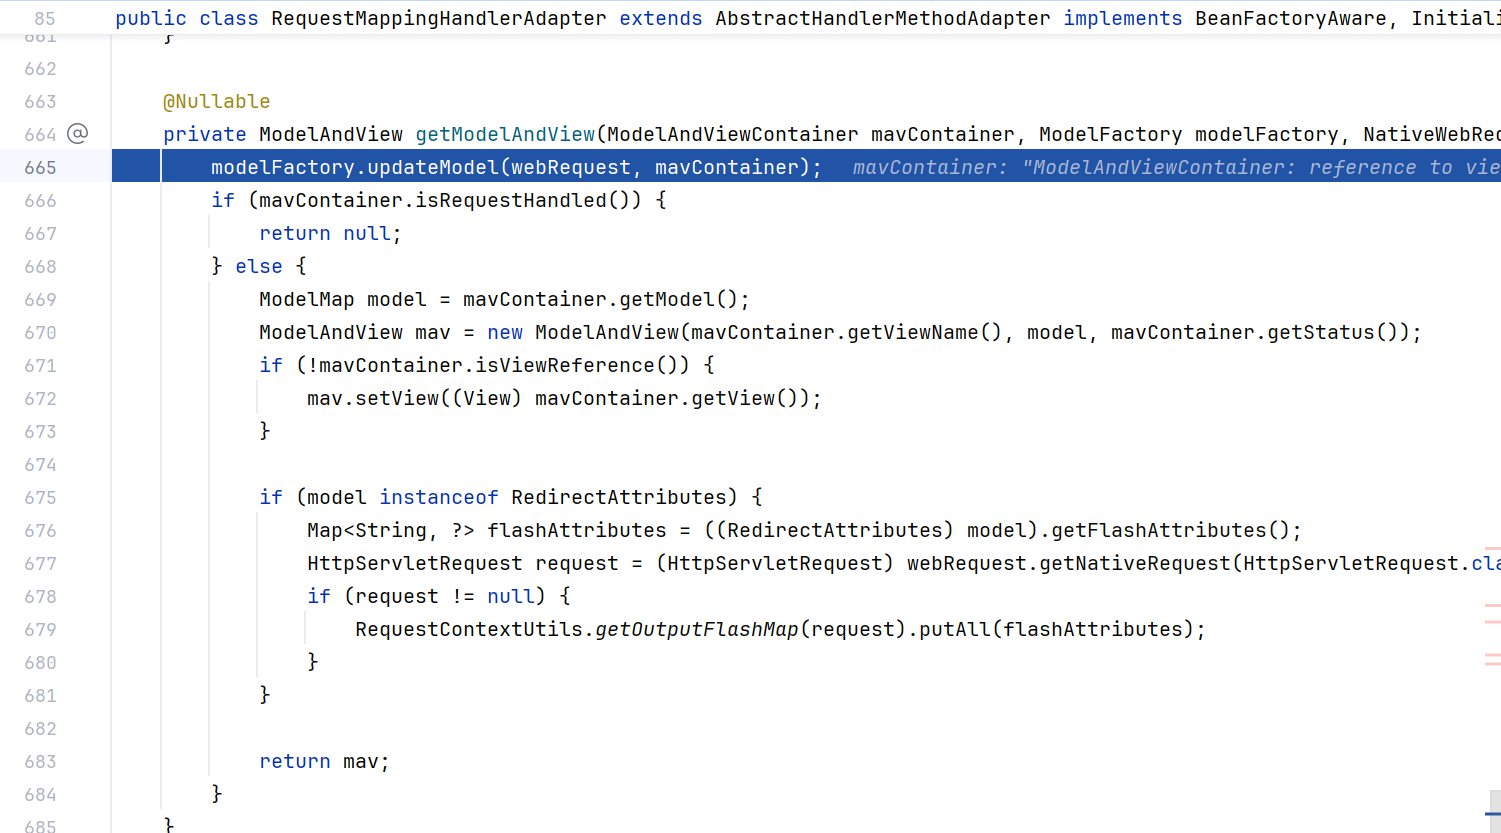 85 public class RequestMappingHandlerAdapter extends AbstractHandlerMethodAdapter implements BeanFactoryAware, Initiali
661 }
662
663 @Nullable
664 @ private ModelAndView getModelAndView(ModelAndViewContainer mavContainer, ModelFactory modelFactory, NativeWebReq
665 modelFactory.updateModel(webRequest, mavContainer); mavContainer: "ModelAndViewContainer: reference to vie
666 if (mavContainer.isRequestHandled()) {
667 return null;
668 } else {
669 ModelMap model = mavContainer.getModel();
670 ModelAndView mav = new ModelAndView(mavContainer.getViewName(), model, mavContainer.getStatus());
671 if (!mavContainer.isViewReference()) {
672 mav.setView((View) mavContainer.getView());
673 }
674
675 if (model instanceof RedirectAttributes) {
676 Map<String, ?> flashAttributes = ((RedirectAttributes) model).getFlashAttributes();
677 HttpServletRequest request = (HttpServletRequest) webRequest.getNativeRequest(HttpServletRequest.cla
678 if (request != null) {
679 RequestContextUtils.getOutputFlashMap(request).putAll(flashAttributes);
680 }
681 }
682
683 return mav;
684 }
685 }